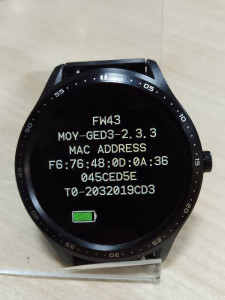 FW43
MOY-GED3-2.3.3
MAC ADDRESS
F6:76:48:0D:0A:36
045CED5E
T0-2032019CD3